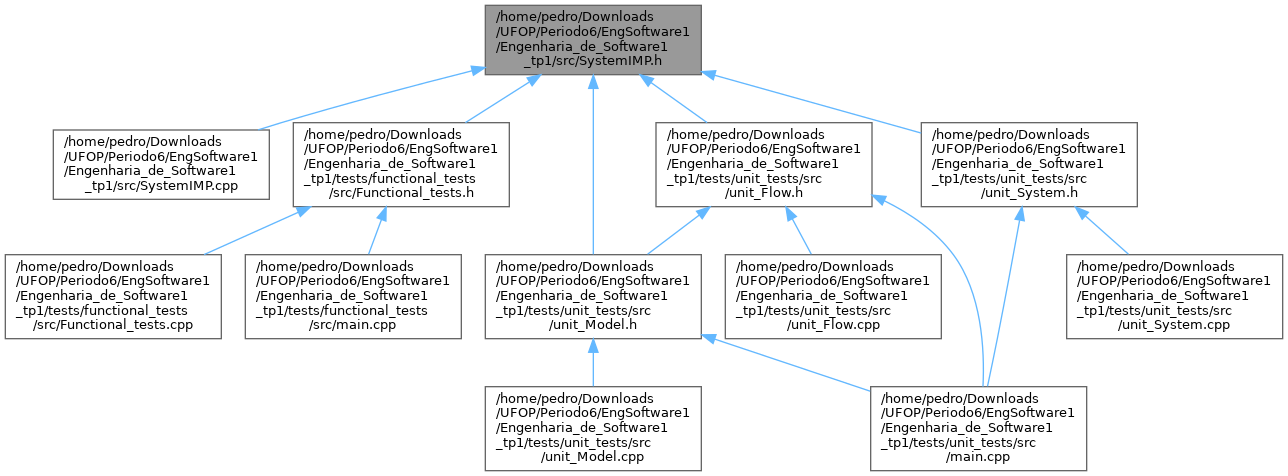 /home/pedro/Downloads
/UFOP/Periodo6/EngSoftware1
/Engenharia_de_Software1
_tp1/src/SystemIMP.h
/home/pedro/Downloads
/UFOP/Periodo6/EngSoftware1
/Engenharia_de_Software1
_tp1/src/SystemIMP.cpp
/home/pedro/Downloads
/UFOP/Periodo6/EngSoftware1
/Engenharia_de_Software1
_tp1/tests/functional_tests
/src/Functional_tests.h
/home/pedro/Downloads
/UFOP/Periodo6/EngSoftware1
/Engenharia_de_Software1
_tp1/tests/unit_tests/src
/unit_Flow.h
/home/pedro/Downloads
/UFOP/Periodo6/EngSoftware1
/Engenharia_de_Software1
_tp1/tests/unit_tests/src
/unit_System.h
/home/pedro/Downloads
/UFOP/Periodo6/EngSoftware1
/Engenharia_de_Software1
_tp1/tests/functional_tests
/src/Functional_tests.cpp
/home/pedro/Downloads
/UFOP/Periodo6/EngSoftware1
/Engenharia_de_Software1
_tp1/tests/functional_tests
/src/main.cpp
/home/pedro/Downloads
/UFOP/Periodo6/EngSoftware1
/Engenharia_de_Software1
_tp1/tests/unit_tests/src
/unit_Model.h
/home/pedro/Downloads
/UFOP/Periodo6/EngSoftware1
/Engenharia_de_Software1
_tp1/tests/unit_tests/src
/unit_Flow.cpp
/home/pedro/Downloads
/UFOP/Periodo6/EngSoftware1
/Engenharia_de_Software1
_tp1/tests/unit_tests/src
/unit_System.cpp
/home/pedro/Downloads
/UFOP/Periodo6/EngSoftware1
/Engenharia_de_Software1
_tp1/tests/unit_tests/src
/unit_Model.cpp
/home/pedro/Downloads
/UFOP/Periodo6/EngSoftware1
/Engenharia_de_Software1
_tp1/tests/unit_tests/src
/main.cpp